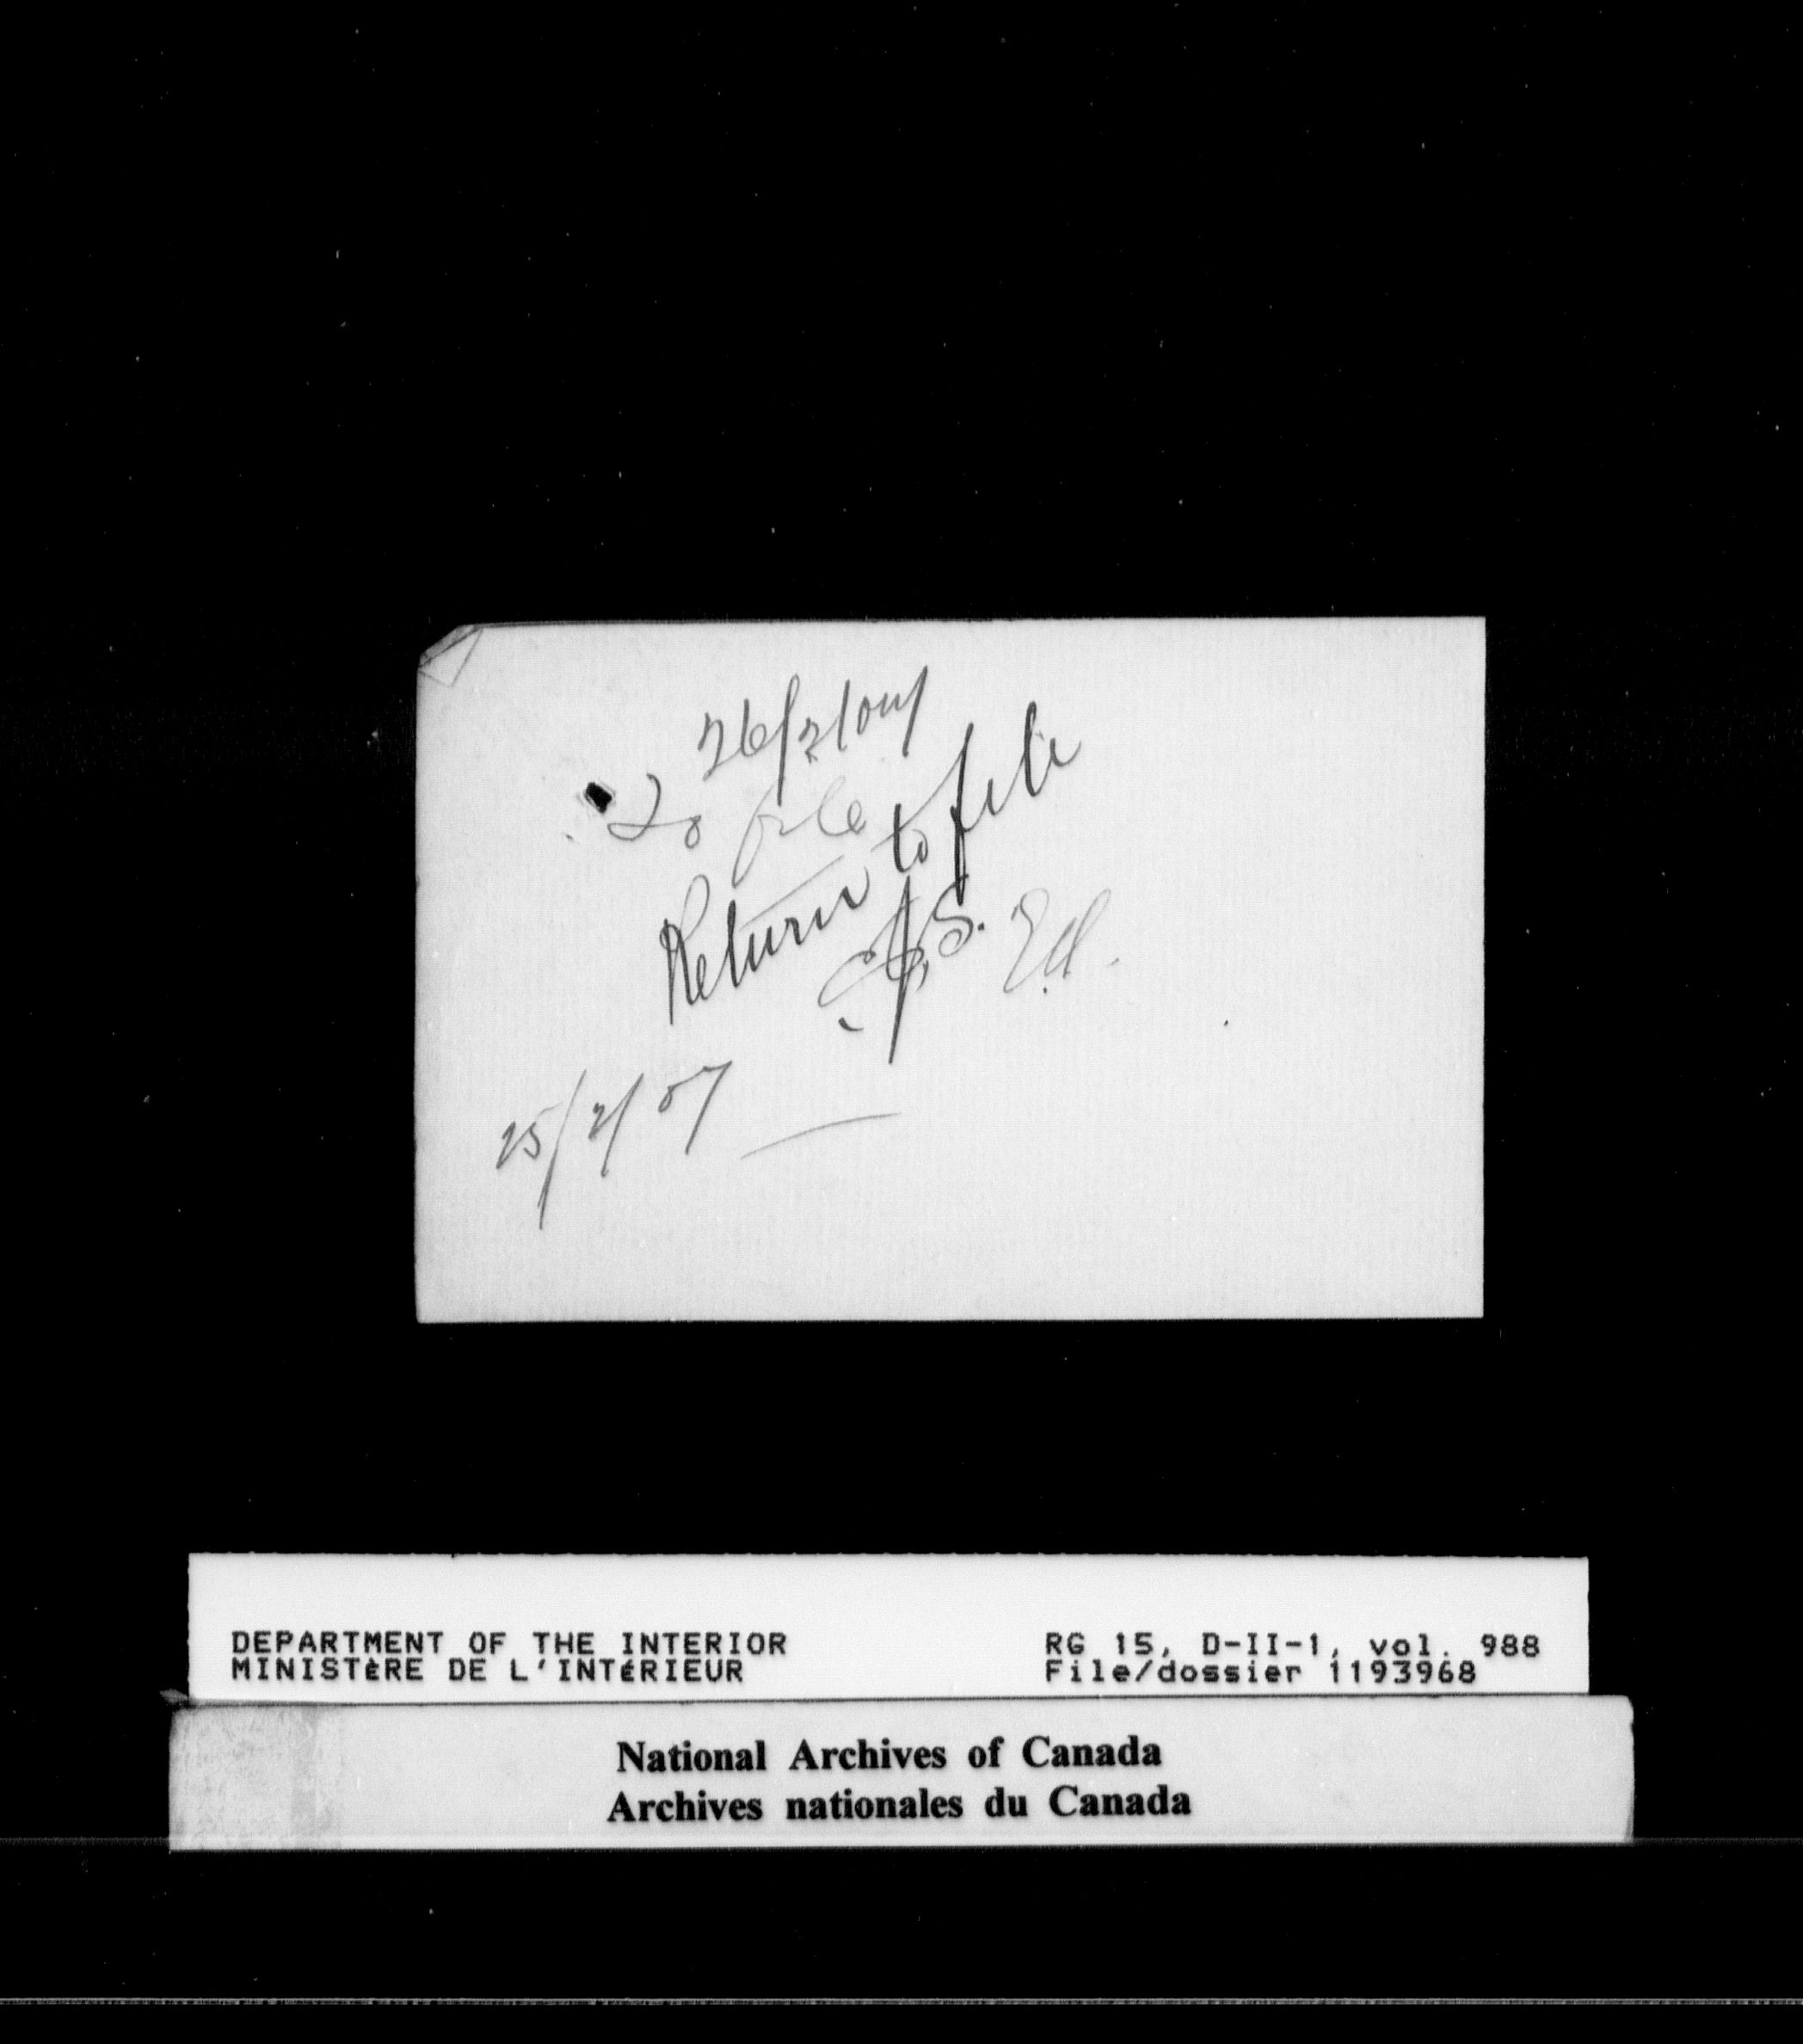 26/2/07
To file
Return to file
S. Ed.
25/2/07
DEPARTMENT OF THE INTERIOR
MINISTÈRE DE L'INTÉRIEUR
RG 15, D-II-1, vol. 988
File/dossier 1193968
National Archives of Canada
Archives nationales du Canada